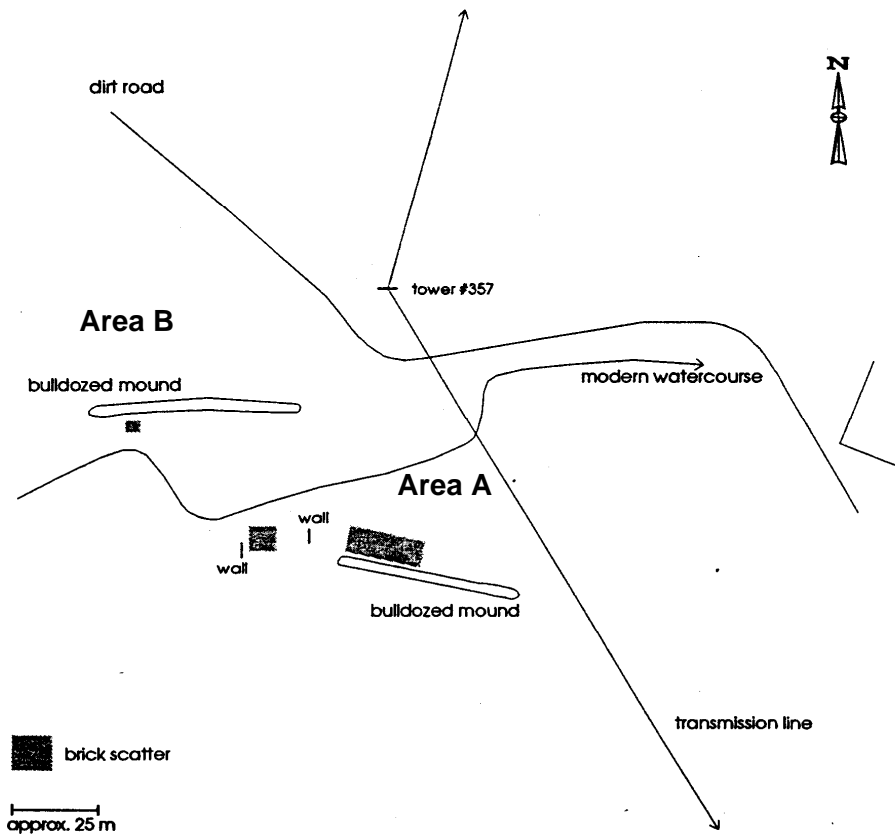 N
dirt road
tower #357
Area B
bulldozed mound
modern watercourse
Area A
wall
wall
bulldozed mound
transmission line
brick scatter
approx. 25 m